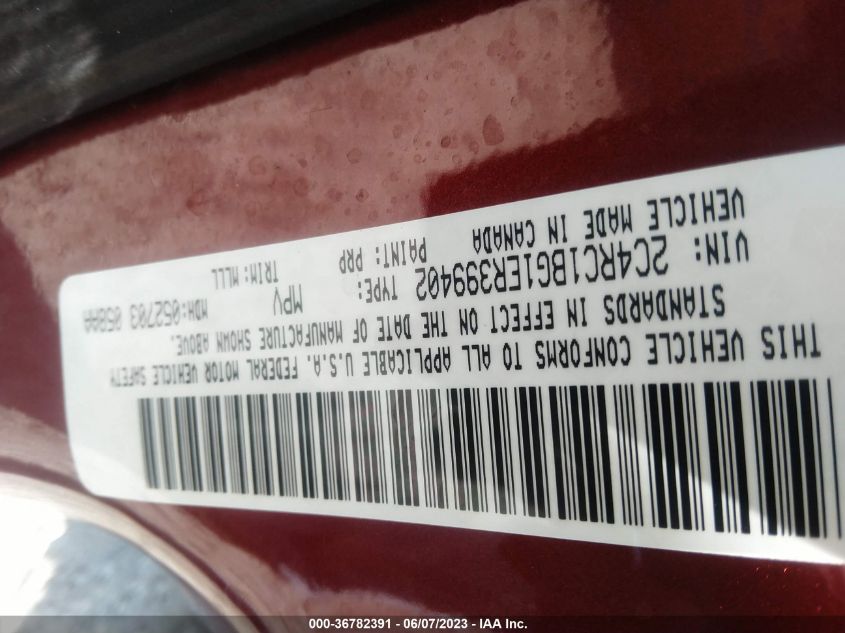 THIS VEHICLE CONFORMS TO ALL APPLICABLE U.S.A. FEDERAL MOTOR VEHICLE SAFETY
STANDARDS IN EFFECT ON THE DATE OF MANUFACTURE SHOWN ABOVE.
VIN: 2C4RC1BG1ER399402 TYPE: MPV MDH:052703 058AA
VEHICLE MADE IN CANADA PAINT: PRP TRIM:MLLL
000-36782391 - 06/07/2023 - IAA Inc.